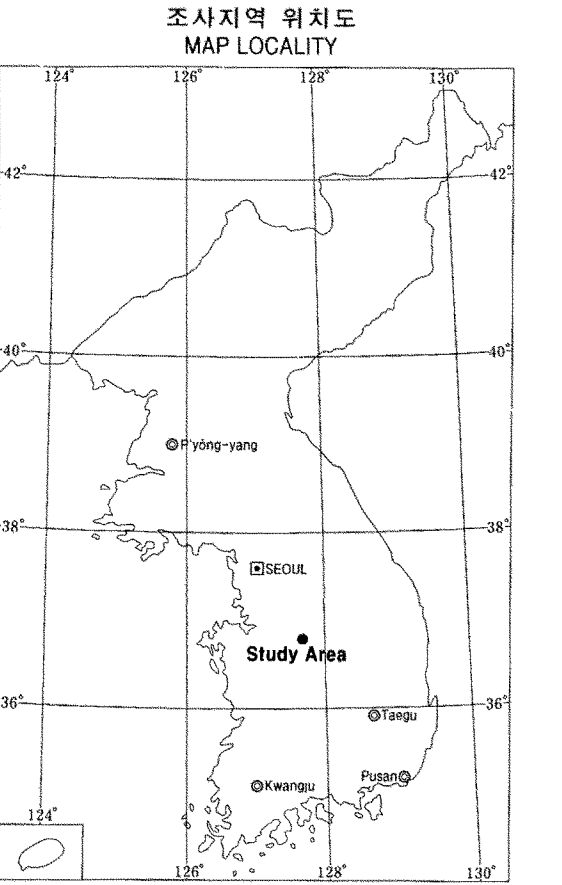 조사지역 위치도
MAP LOCALITY
124° 126° 128° 130°
42° 42°
40° 40°
P'yŏng-yang
38° 38°
SEOUL
Study Area
36° 36°
Taegu
Pusan
Kwangju
124°
126° 128° 130°